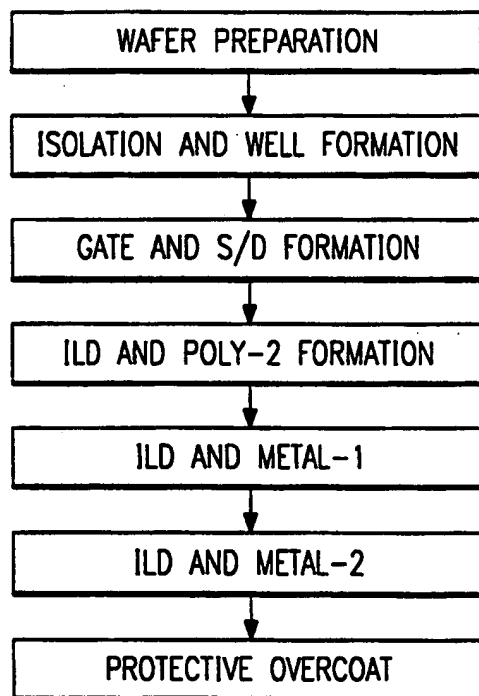 WAFER PREPARATION
ISOLATION AND WELL FORMATION
GATE AND S/D FORMATION
ILD AND POLY-2 FORMATION
ILD AND METAL-1
ILD AND METAL-2
PROTECTIVE OVERCOAT